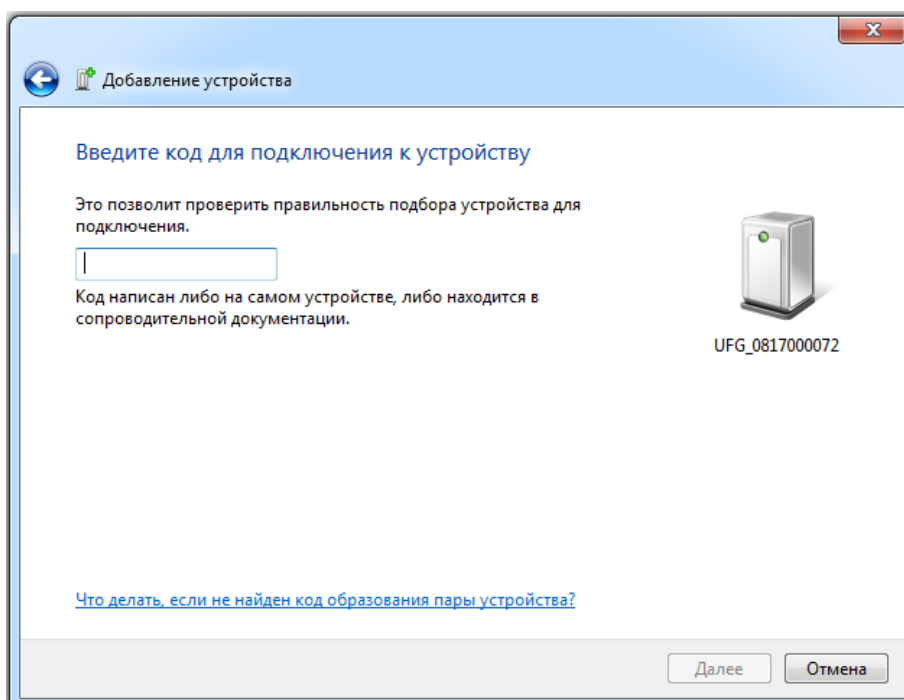 Добавление устройства
Введите код для подключения к устройству
Это позволит проверить правильность подбора устройства для
подключения.
Код написан либо на самом устройстве, либо находится в
сопроводительной документации.
UFG_0817000072
Что делать, если не найден код образования пары устройства?
Далее
Отмена